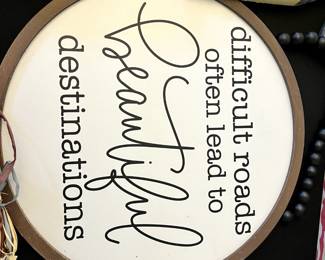 difficult roads
often lead to
beautiful
destinations